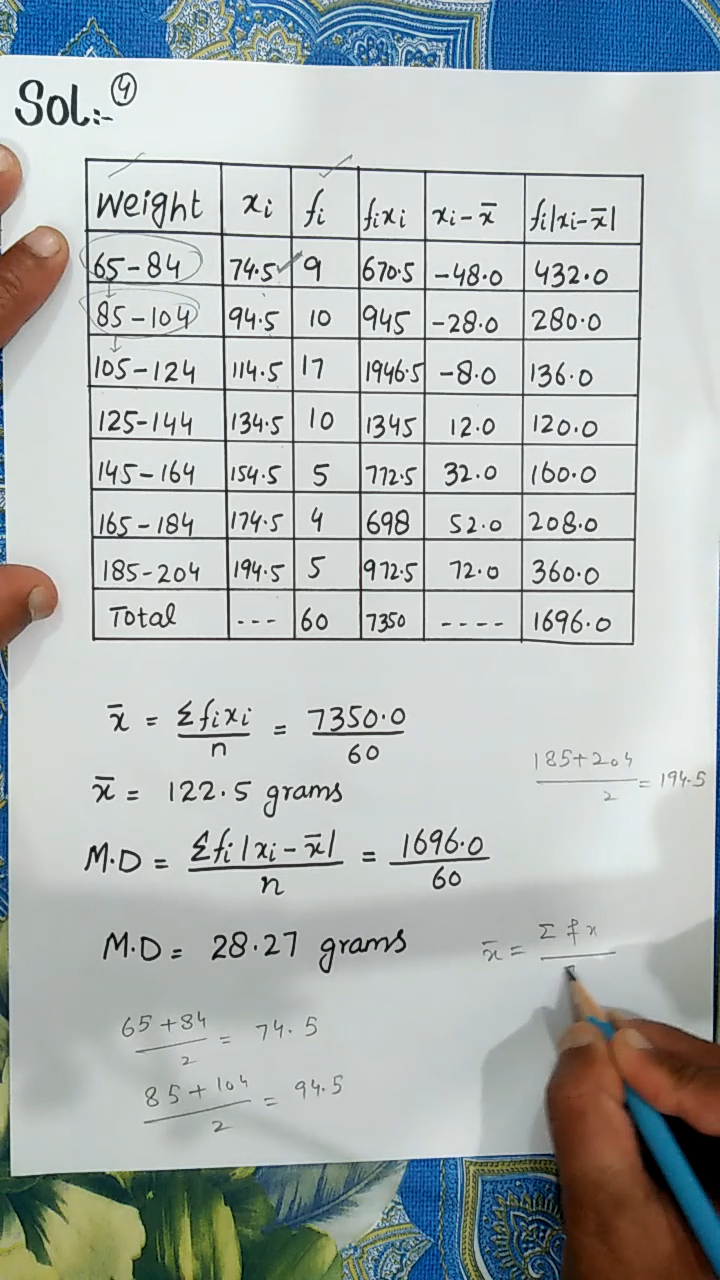 Sol:- ④
Weight xi fi fixi xi-x̄ fi|xi-x̄|
65-84 74.5 9 670.5 -48.0 432.0
85-104 94.5 10 945 -28.0 280.0
105-124 114.5 17 1946.5 -8.0 136.0
125-144 134.5 10 1345 12.0 120.0
145-164 154.5 5 772.5 32.0 160.0
165-184 174.5 4 698 52.0 208.0
185-204 194.5 5 972.5 72.0 360.0
Total --- 60 7350 ---- 1696.0
x̄ = Σfixi/n = 7350.0/60
185+204/2 = 194.5
x̄ = 122.5 grams
M.D = Σfi|xi-x̄|/n = 1696.0/60
M.D = 28.27 grams
x̄ = Σfx/
65+84/2 = 74.5
85+104/2 = 94.5